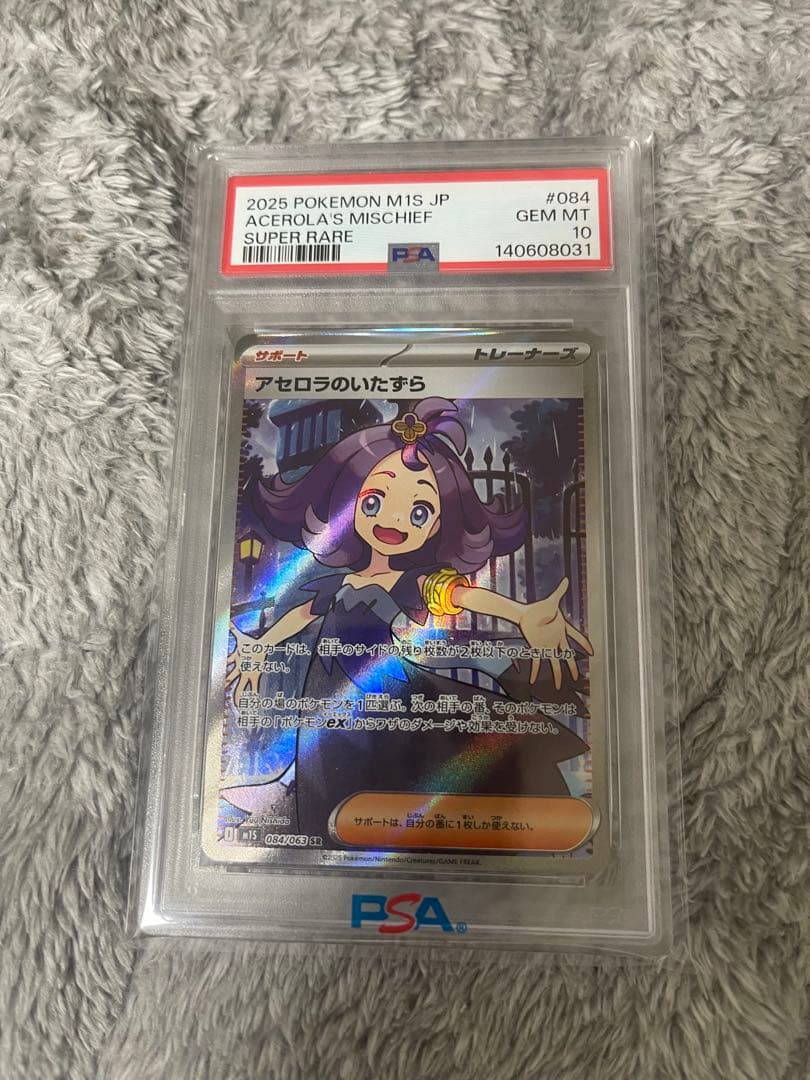 2025 POKEMON M1S JP #084
ACEROLA'S MISCHIEF GEM MT
SUPER RARE 10
PSA 140608031
サポート トレーナーズ
アセロラのいたずら
このカードは、相手のサイドの残り枚数が2枚以下のときにしか
使えない。
自分の場のポケモンを1匹選ぶ。次の相手の番、そのポケモンは
相手の「ポケモンex」からワザのダメージや効果を受けない。
サポートは、自分の番に1枚しか使えない。
Illus. Yuu Nishida
M1S 084/063 SR
©2025 Pokémon/Nintendo/Creatures/GAME FREAK.
PSA®